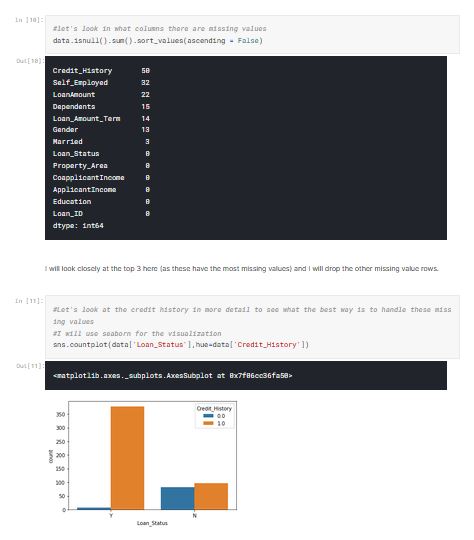 In [10]:
#let's look in what columns there are missing values
data.isnull().sum().sort_values(ascending = False)
Out[10]:
Credit_History 50
Self_Employed 32
LoanAmount 22
Dependents 15
Loan_Amount_Term 14
Gender 13
Married 3
Loan_Status 0
Property_Area 0
CoapplicantIncome 0
ApplicantIncome 0
Education 0
Loan_ID 0
dtype: int64
I will look closely at the top 3 here (as these have the most missing values) and I will drop the other missing value rows.
In [11]:
#Let's look at the credit history in more detail to see what the best way is to handle these miss
ing values
#I will use seaborn for the visualization
sns.countplot(data['Loan_Status'],hue=data['Credit_History'])
Out[11]:
<matplotlib.axes._subplots.AxesSubplot at 0x7f06cc36fa50>
Credit_History
0.0
1.0
350
300
250
200
150
100
50
0
count
Y N
Loan_Status